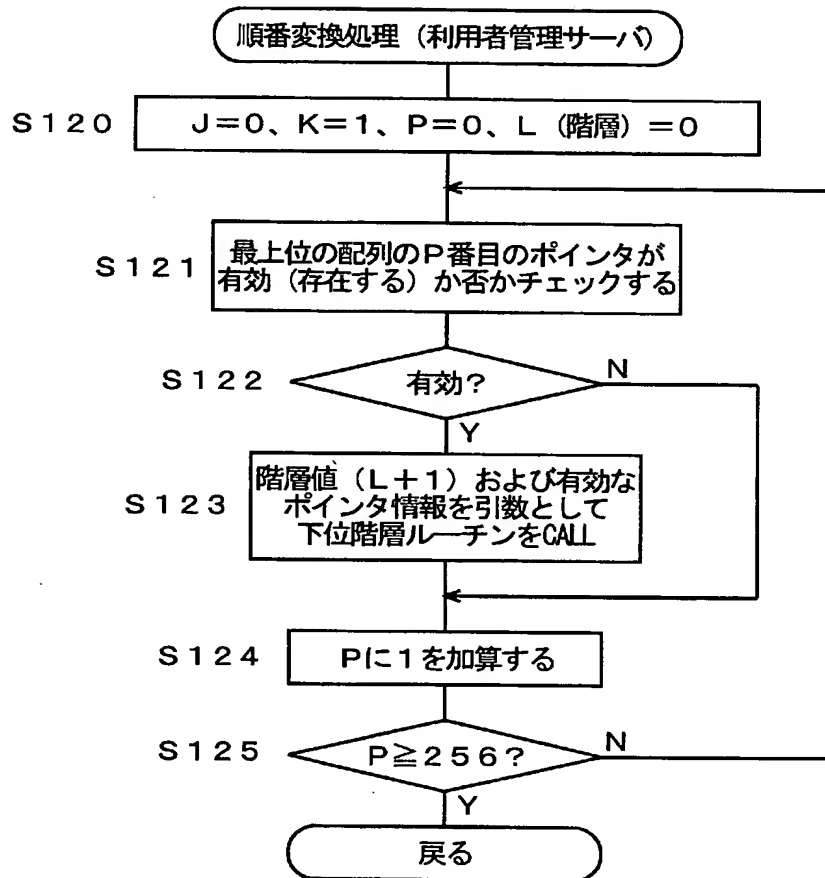 順番変換処理（利用者管理サーバ）
S120
J＝0、K＝1、P＝0、L（階層）＝0
S121
最上位の配列のP番目のポインタが
有効（存在する）か否かチェックする
S122
有効？
N
Y
S123
階層値（L＋1）および有効な
ポインタ情報を引数として
下位階層ルーチンをCALL
S124
Pに1を加算する
S125
P≧256？
N
Y
戻る